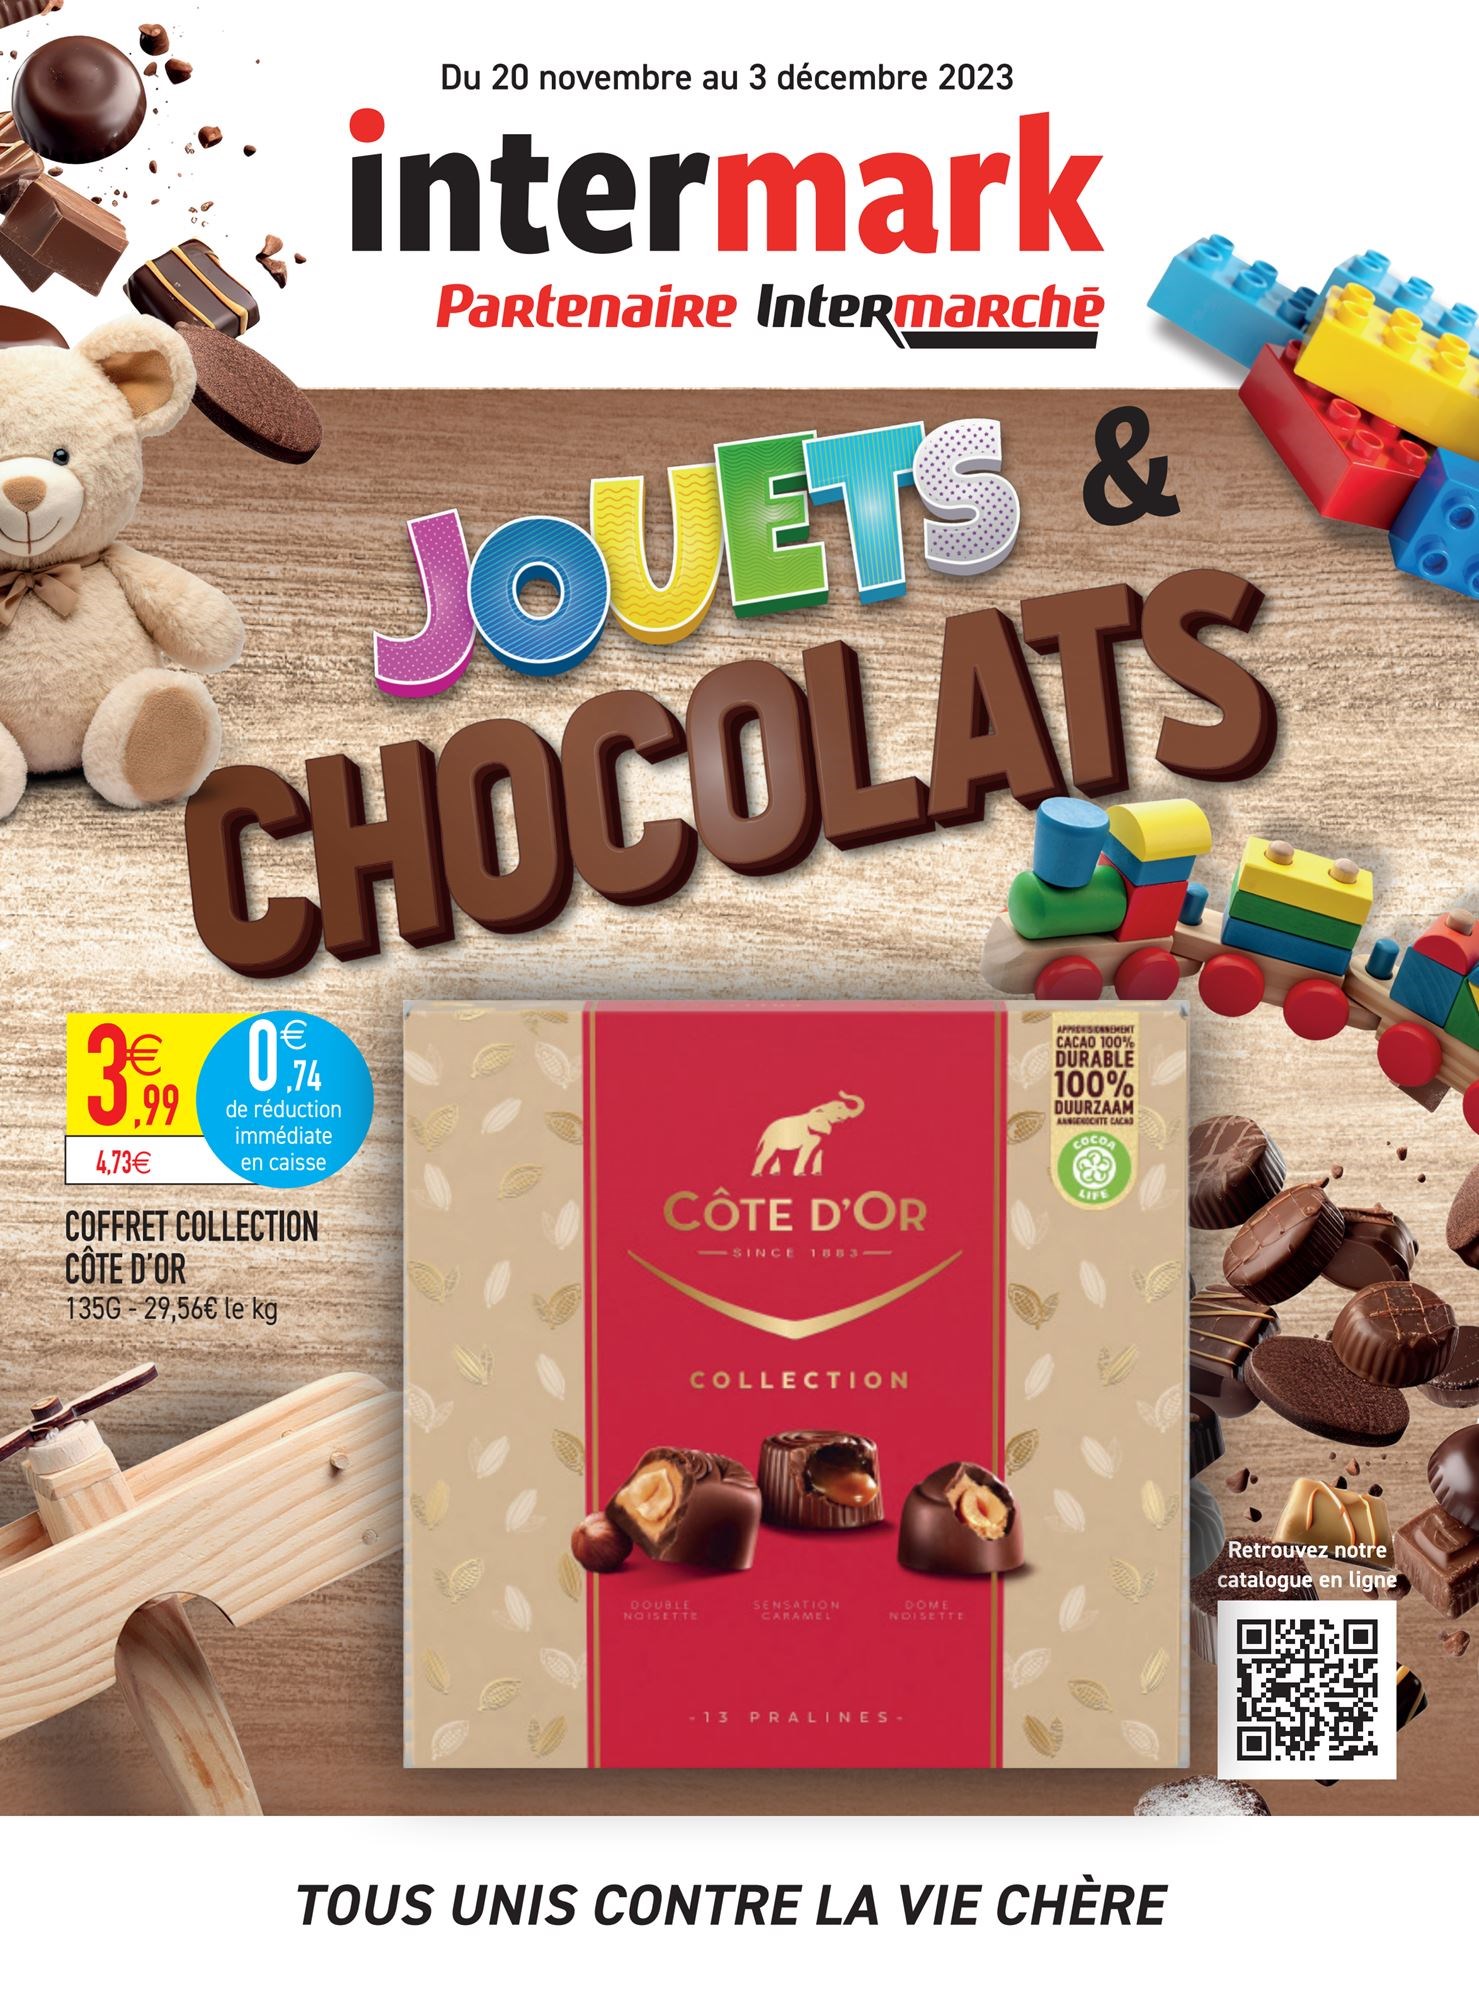 Du 20 novembre au 3 décembre 2023
intermark
Partenaire Intermarché
JOUETS &
CHOCOLATS
3€,99
0€,74
de réduction
immédiate
en caisse
4,73€
COFFRET COLLECTION
CÔTE D'OR
135G - 29,56€ le kg
APPROVISIONNEMENT
CACAO 100%
DURABLE
100%
DUURZAAM
AANGEKOCHTE CACAO
COCOA
LIFE
CÔTE D'OR
SINCE 1883
COLLECTION
DOUBLE
NOISETTE
SENSATION
CARAMEL
DOME
NOISETTE
-13 PRALINES-
Retrouvez notre
catalogue en ligne
TOUS UNIS CONTRE LA VIE CHÈRE